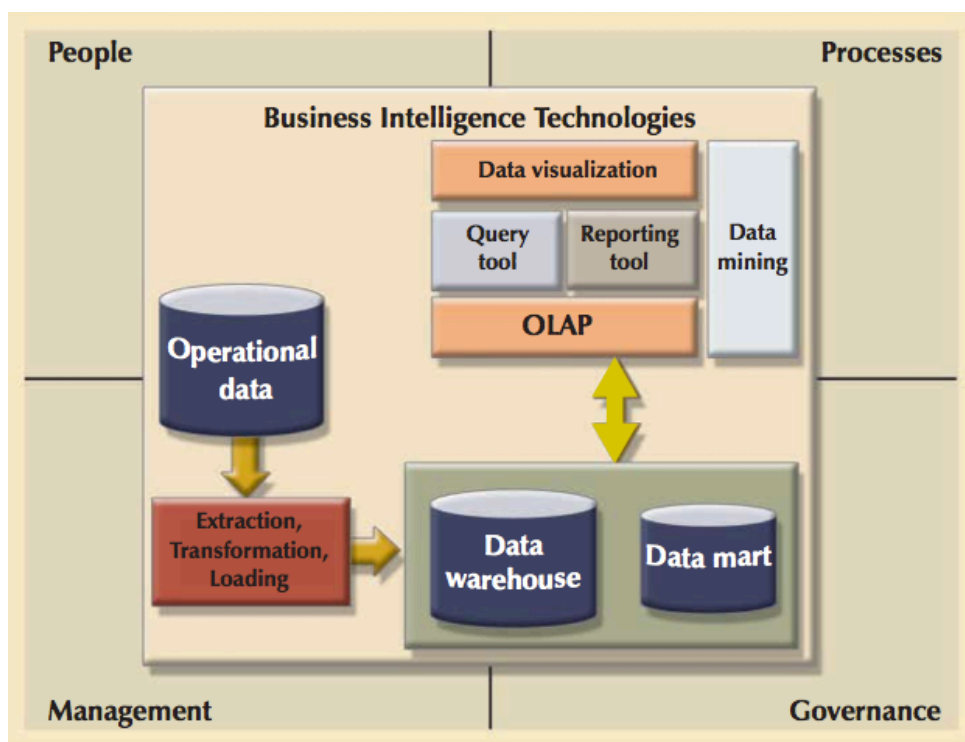 People
Processes
Business Intelligence Technologies
Data visualization
Query
tool
Reporting
tool
Data
mining
OLAP
Operational
data
Extraction,
Transformation,
Loading
Data
warehouse
Data mart
Management
Governance